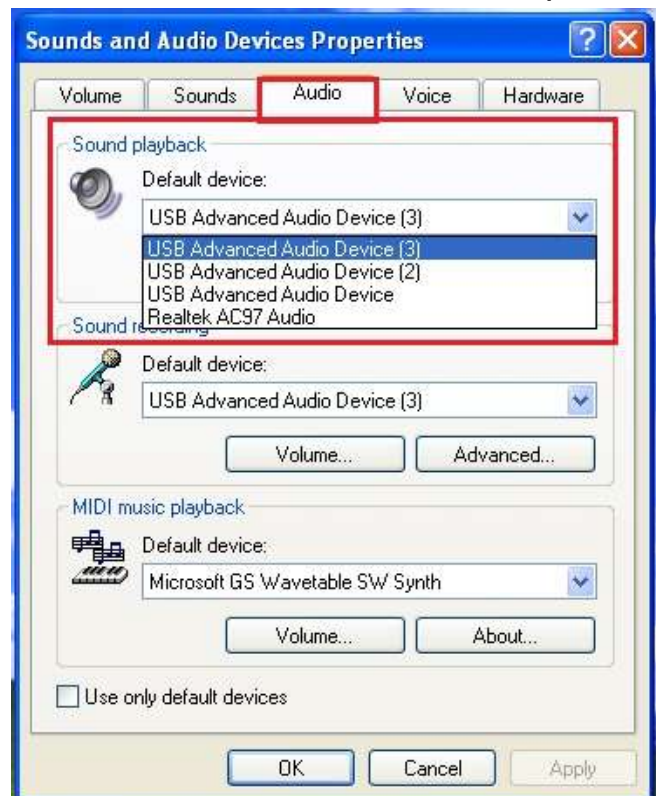 Sounds and Audio Devices Properties
Volume Sounds Audio Voice Hardware
Sound playback
Default device:
USB Advanced Audio Device (3)
USB Advanced Audio Device (3)
USB Advanced Audio Device (2)
USB Advanced Audio Device
Realtek AC97 Audio
Sound recording
Default device:
USB Advanced Audio Device (3)
Volume... Advanced...
MIDI music playback
Default device:
Microsoft GS Wavetable SW Synth
Volume... About...
Use only default devices
OK Cancel Apply